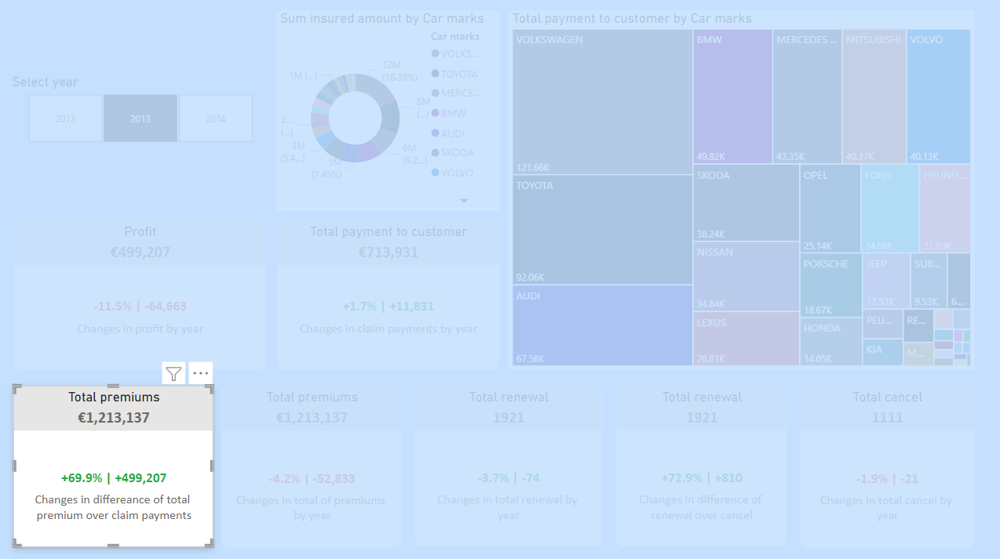 Sum insured amount by Car marks
Car marks
VOLKS...
TOYOTA
MERCE...
BMW
AUDI
SKODA
VOLVO
12M
(18.39%)
8M
(...)
6M
(9.2...)
5M
(7.45%)
3M
(5.4...)
2...
(...)
1M (...)
Total payment to customer by Car marks
VOLKSWAGEN
121.66K
TOYOTA
92.06K
AUDI
67.58K
BMW
49.82K
MERCEDES ...
43.35K
MITSUBISHI
40.17K
VOLVO
40.13K
SKODA
38.24K
NISSAN
34.64K
LEXUS
26.81K
OPEL
25.14K
FORD
24.08K
HYUND...
21.03K
PORSCHE
18.67K
HONDA
14.05K
JEEP
12.51K
SUB...
9.53K
6....
PEU...
RE...
KIA
M...
Select year
2012
2013
2014
Profit
€499,207
-11.5% | -64,663
Changes in profit by year
Total payment to customer
€713,931
+1.7% | +11,831
Changes in claim payments by year
Total premiums
€1,213,137
+69.9% | +499,207
Changes in differeance of total
premium over claim payments
Total premiums
€1,213,137
-4.2% | -52,833
Changes in total of premiums
by year
Total renewal
1921
-3.7% | -74
Changes in total renewal by
year
Total renewal
1921
+72.9% | +810
Changes in difference of
renewal over cancel
Total cancel
1111
-1.9% | -21
Changes in total cancel by
year